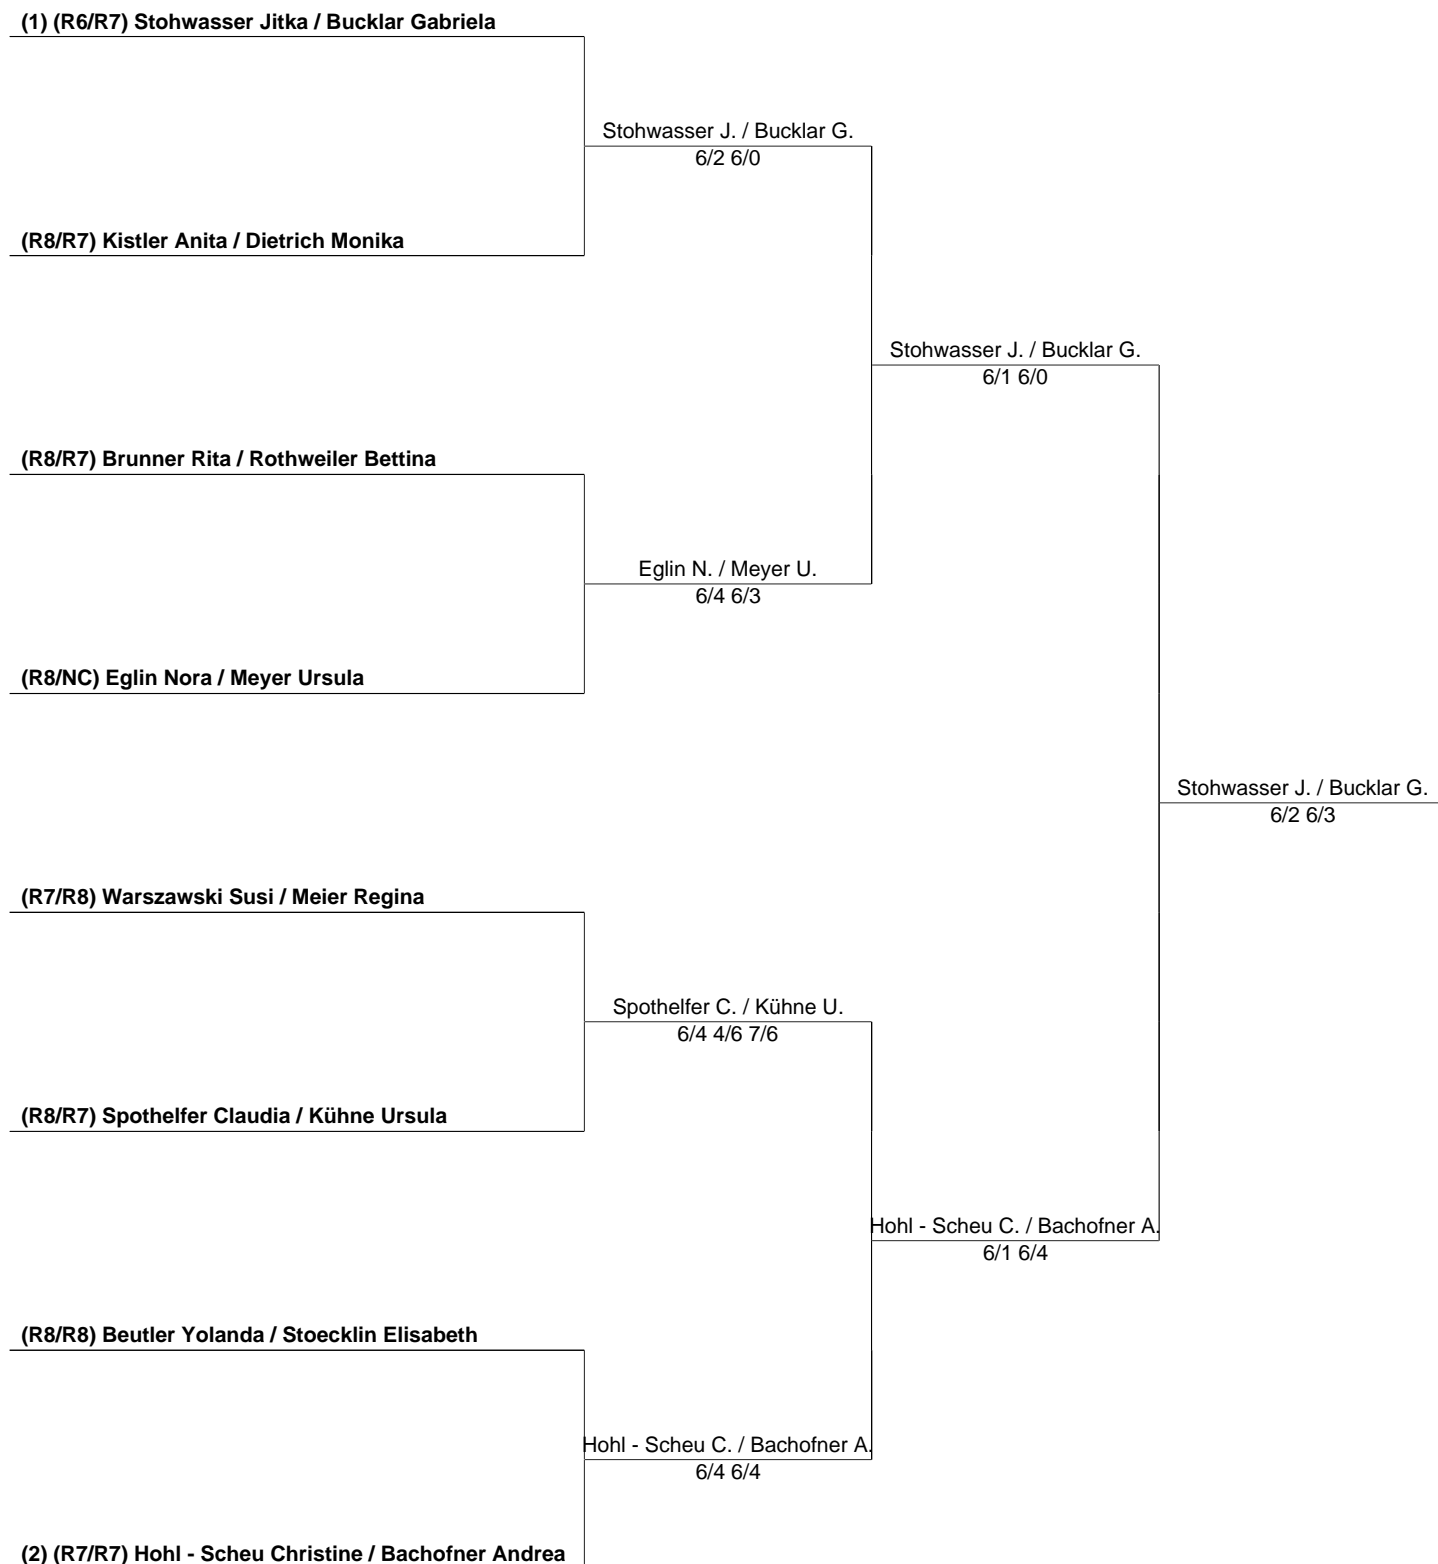 (1) (R6/R7) Stohwasser Jitka / Bucklar Gabriela
Stohwasser J. / Bucklar G.
6/2 6/0
(R8/R7) Kistler Anita / Dietrich Monika
Stohwasser J. / Bucklar G.
6/1 6/0
(R8/R7) Brunner Rita / Rothweiler Bettina
Eglin N. / Meyer U.
6/4 6/3
(R8/NC) Eglin Nora / Meyer Ursula
Stohwasser J. / Bucklar G.
6/2 6/3
(R7/R8) Warszawski Susi / Meier Regina
Spothelfer C. / Kühne U.
6/4 4/6 7/6
(R8/R7) Spothelfer Claudia / Kühne Ursula
Hohl - Scheu C. / Bachofner A.
6/1 6/4
(R8/R8) Beutler Yolanda / Stoecklin Elisabeth
Hohl - Scheu C. / Bachofner A.
6/4 6/4
(2) (R7/R7) Hohl - Scheu Christine / Bachofner Andrea